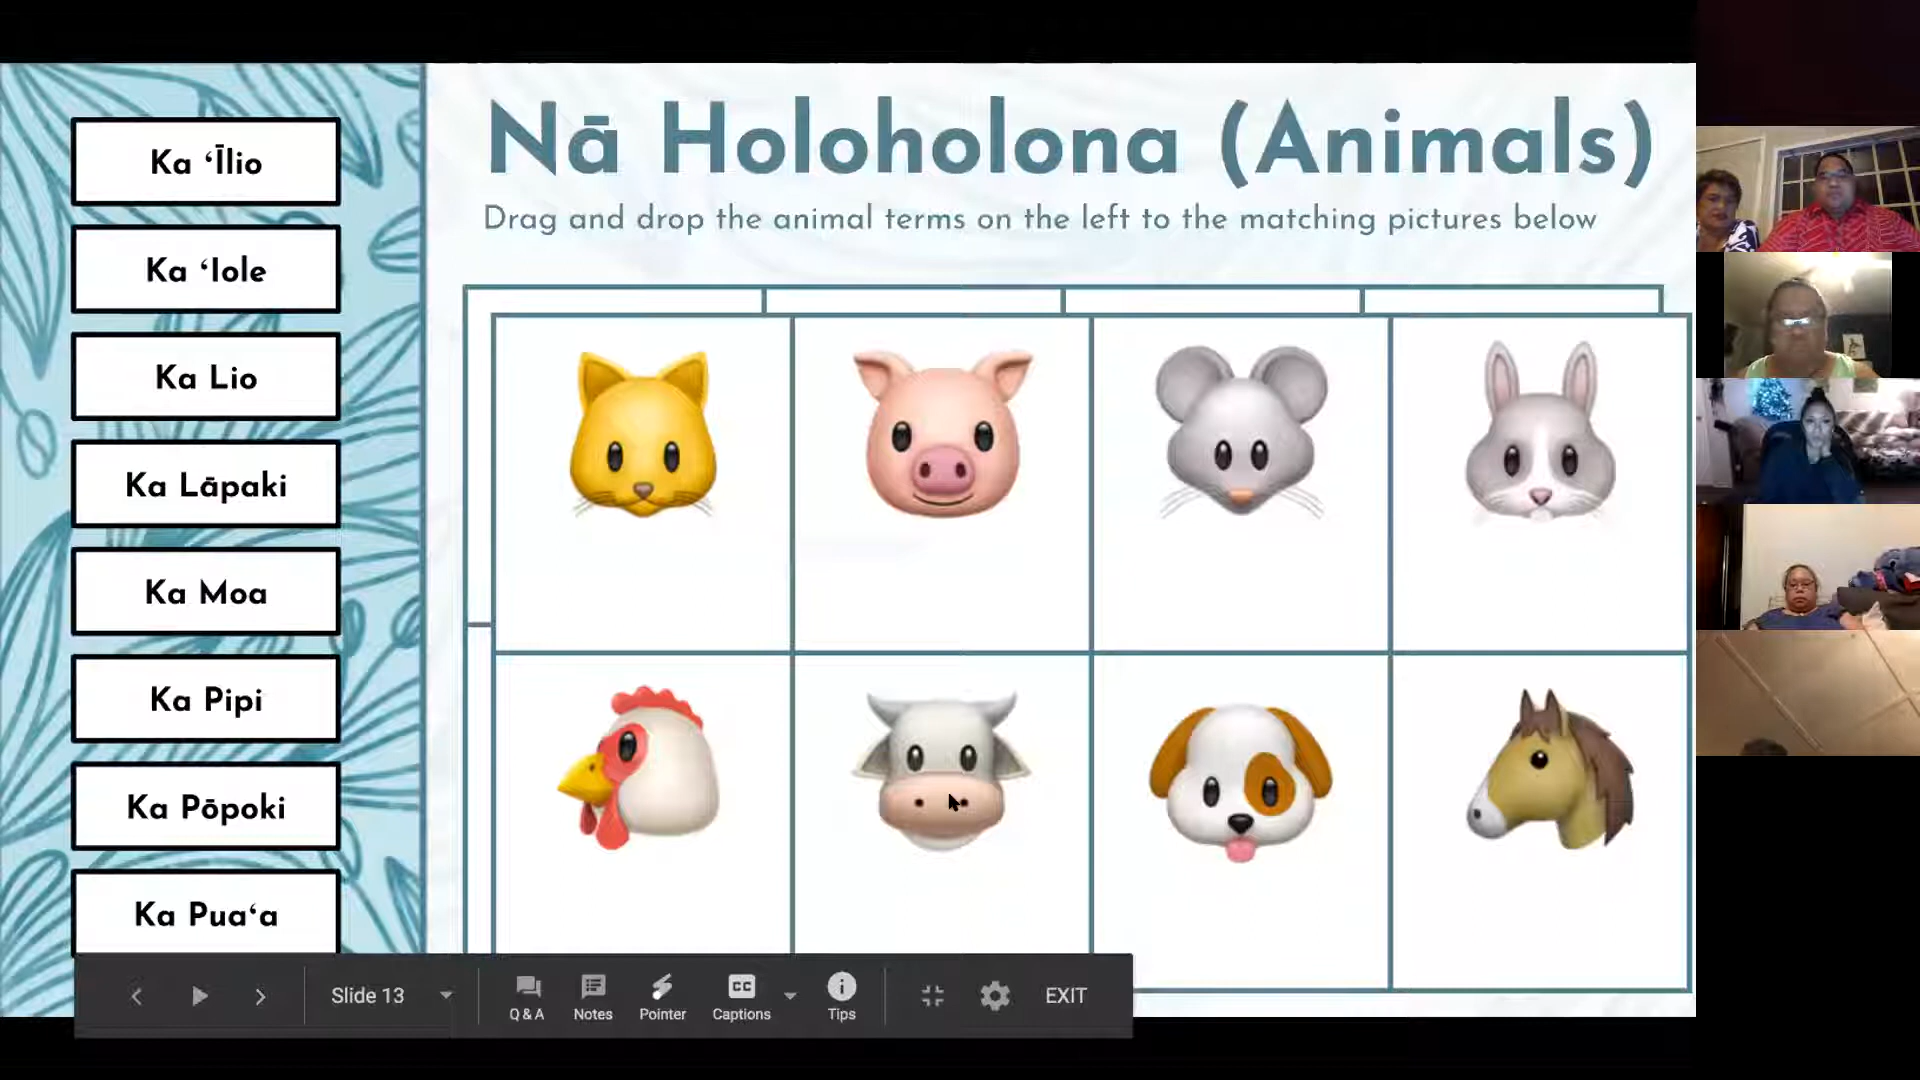 Nā Holoholona (Animals)
Drag and drop the animal terms on the left to the matching pictures below
Ka ʻĪlio
Ka ʻIole
Ka Lio
Ka Lāpaki
Ka Moa
Ka Pipi
Ka Pōpoki
Ka Puaʻa
Slide 13
Q & A
Notes
Pointer
CC
Captions
Tips
EXIT